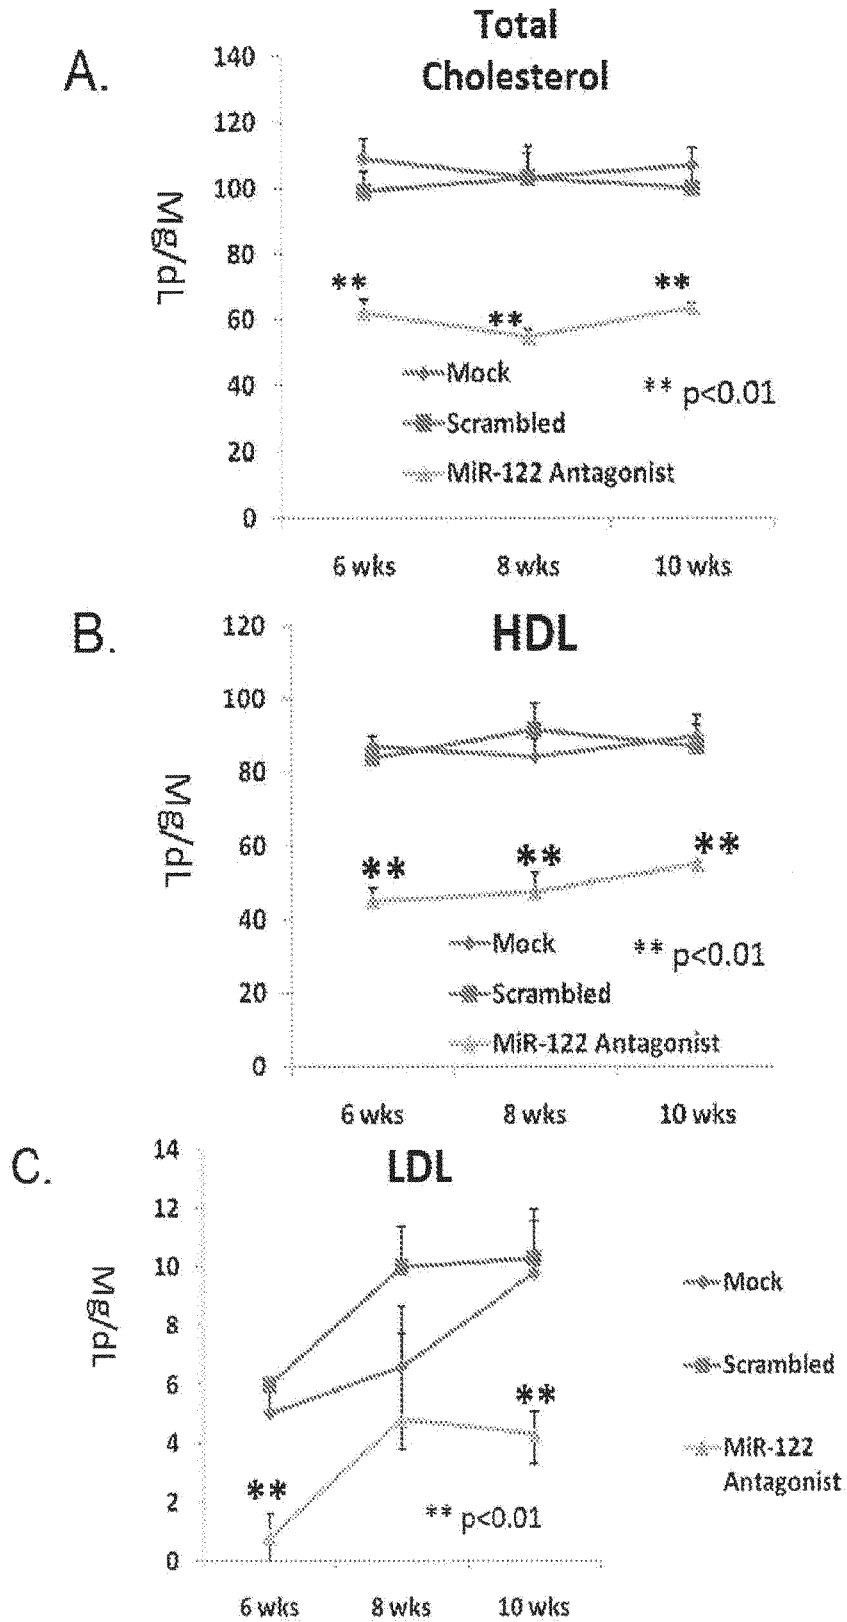 A.
Total
Cholesterol
140
120
100
80
60
40
20
0
Mg/dL
**
**
**
Mock
Scrambled
MiR-122 Antagonist
** p<0.01
6 wks
8 wks
10 wks
B.
HDL
120
100
80
60
40
20
0
Mg/dL
**
**
**
Mock
Scrambled
MiR-122 Antagonist
** p<0.01
6 wks
8 wks
10 wks
C.
LDL
14
12
10
8
6
4
2
0
Mg/dL
**
**
** p<0.01
Mock
Scrambled
MiR-122
Antagonist
6 wks
8 wks
10 wks